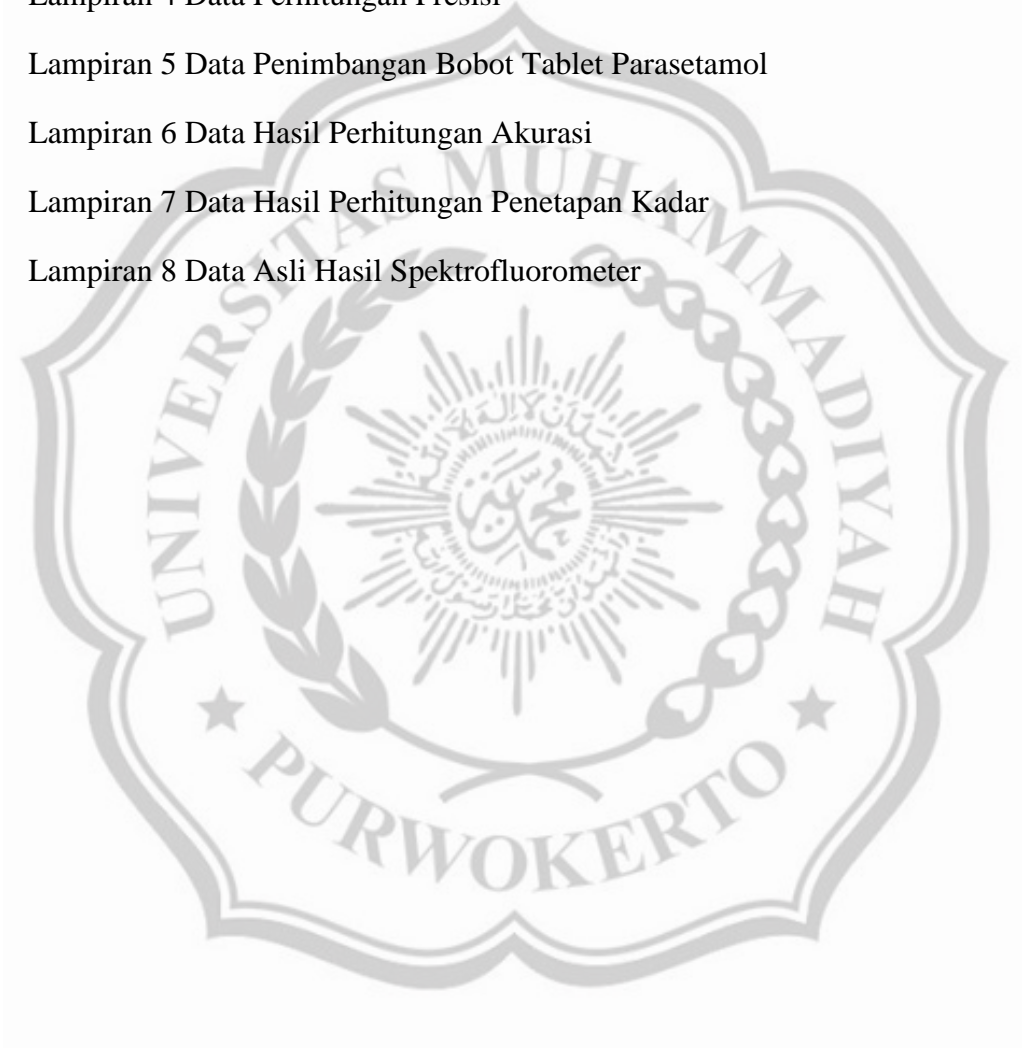 Lampiran 4 Data Perhitungan Presisi
Lampiran 5 Data Penimbangan Bobot Tablet Parasetamol
Lampiran 6 Data Hasil Perhitungan Akurasi
Lampiran 7 Data Hasil Perhitungan Penetapan Kadar
Lampiran 8 Data Asli Hasil Spektrofluorometer
UNIVERSITAS MUHAMMADIYAH
PURWOKERTO